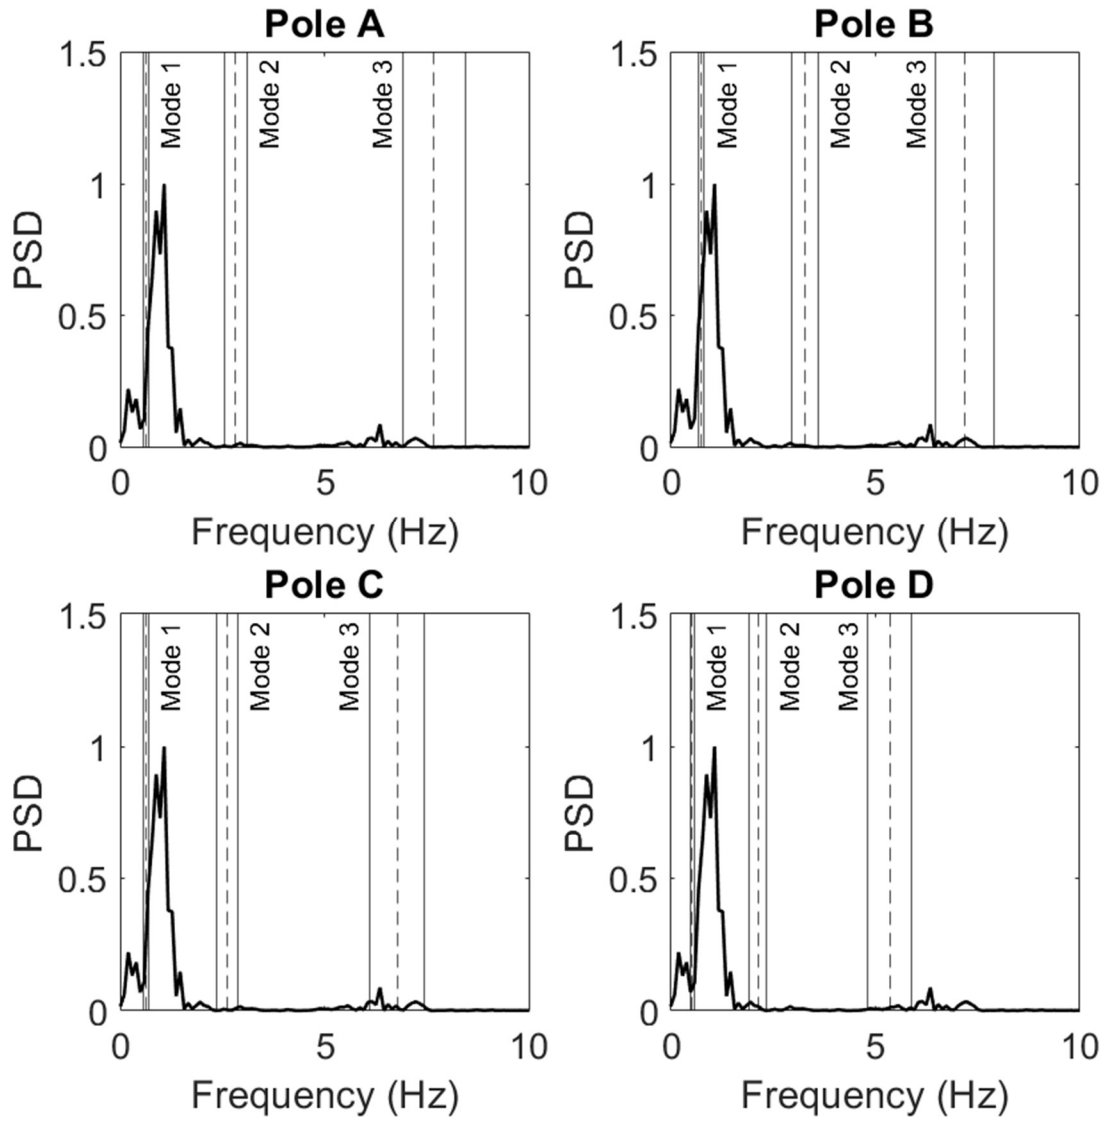 Pole A
1.5
1
0.5
0
PSD
Mode 1
Mode 2
Mode 3
0 5 10
Frequency (Hz)
Pole B
1.5
1
0.5
0
PSD
Mode 1
Mode 2
Mode 3
0 5 10
Frequency (Hz)
Pole C
1.5
1
0.5
0
PSD
Mode 1
Mode 2
Mode 3
0 5 10
Frequency (Hz)
Pole D
1.5
1
0.5
0
PSD
Mode 1
Mode 2
Mode 3
0 5 10
Frequency (Hz)